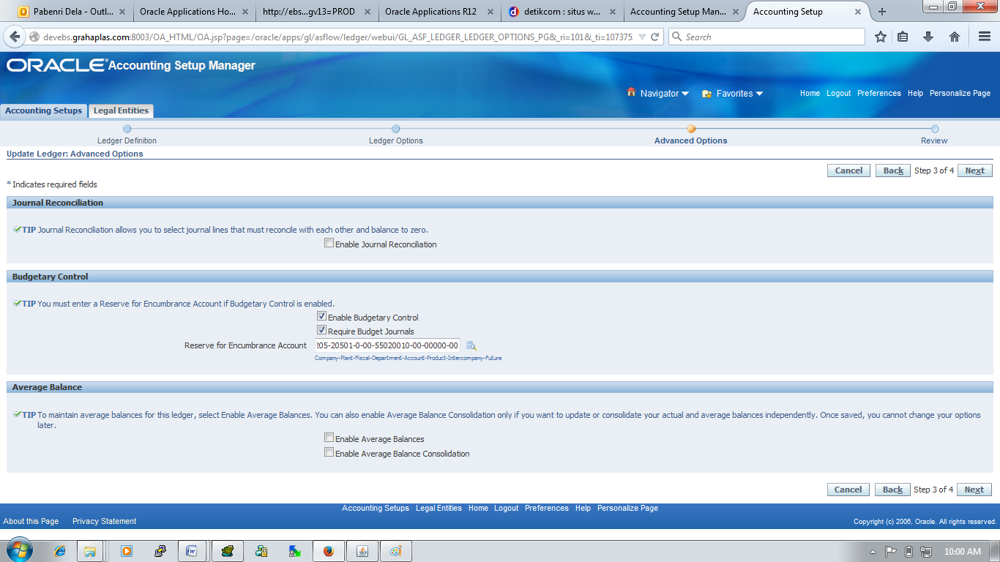 Pabenri Dela - Outl...
Oracle Applications Ho...
http://ebs...gv13=PROD
Oracle Applications R12
detikcom : situs w...
Accounting Setup Man...
Accounting Setup
devebs.grahaplas.com:8003/OA_HTML/OA.jsp?page=/oracle/apps/gl/asflow/ledger/webui/GL_ASF_LEDGER_LEDGER_OPTIONS_PG&_ri=101&_ti=107375
Search
ORACLE Accounting Setup Manager
Navigator Favorites Home Logout Preferences Help Personalize Page
Accounting Setups Legal Entities
Ledger Definition Ledger Options Advanced Options Review
Update Ledger: Advanced Options
Cancel Back Step 3 of 4 Next
* Indicates required fields
Journal Reconciliation
TIP Journal Reconciliation allows you to select journal lines that must reconcile with each other and balance to zero.
Enable Journal Reconciliation
Budgetary Control
TIP You must enter a Reserve for Encumbrance Account if Budgetary Control is enabled.
Enable Budgetary Control
Require Budget Journals
Reserve for Encumbrance Account 205-20501-0-00-55020010-00-00000-00
Company-Plant-Fiscal-Department-Account-Product-Intercompany-Future
Average Balance
TIP To maintain average balances for this ledger, select Enable Average Balances. You can also enable Average Balance Consolidation only if you want to update or consolidate your actual and average balances independently. Once saved, you cannot change your options
later.
Enable Average Balances
Enable Average Balance Consolidation
Cancel Back Step 3 of 4 Next
Accounting Setups Legal Entities Home Logout Preferences Help Personalize Page
About this Page Privacy Statement Copyright (c) 2006, Oracle. All rights reserved.
10:00 AM